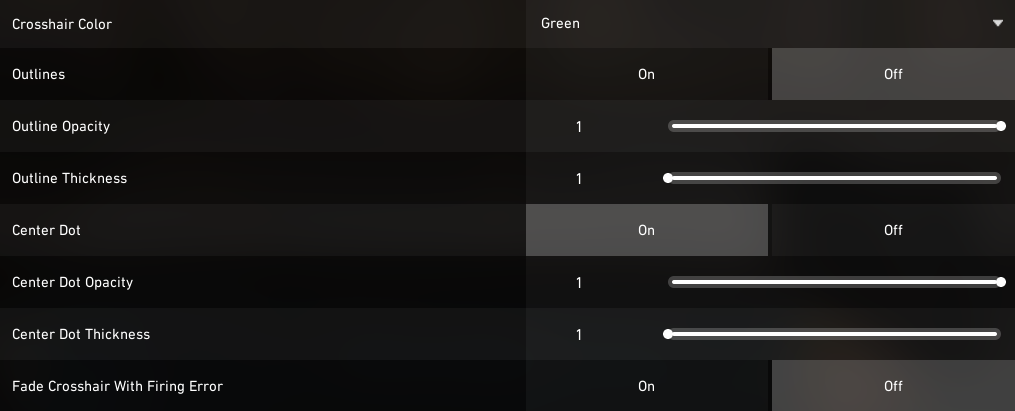 Crosshair Color Green
Outlines On Off
Outline Opacity 1
Outline Thickness 1
Center Dot On Off
Center Dot Opacity 1
Center Dot Thickness 1
Fade Crosshair With Firing Error On Off